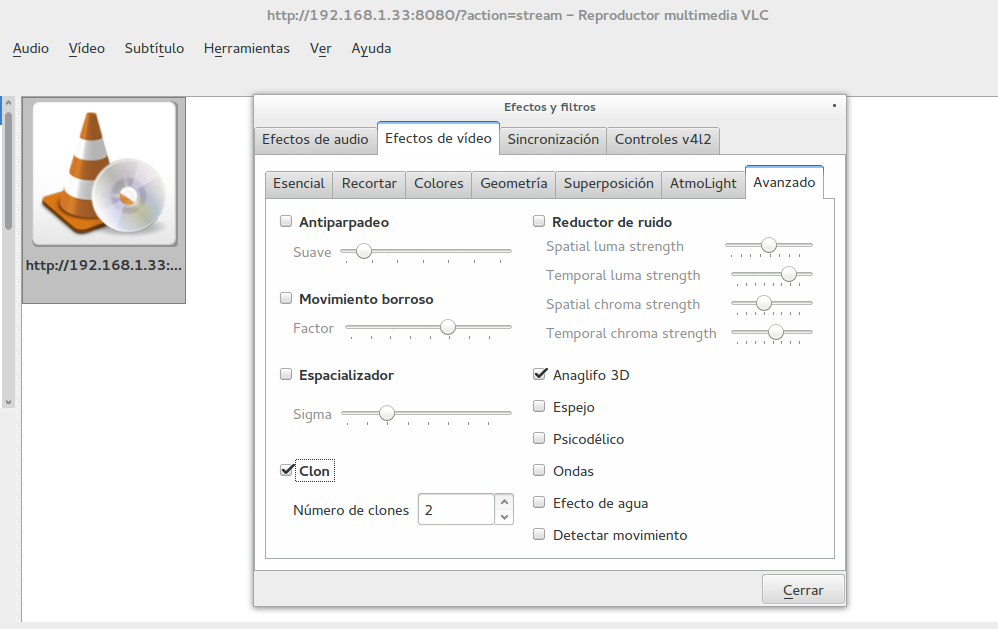 http://192.168.1.33:8080/?action=stream – Reproductor multimedia VLC
Audio Vídeo Subtítulo Herramientas Ver Ayuda
http://192.168.1.33:...
Efectos y filtros
Efectos de audio Efectos de vídeo Sincronización Controles v4l2
Esencial Recortar Colores Geometría Superposición AtmoLight Avanzado
Antiparpadeo
Suave
Movimiento borroso
Factor
Espacializador
Sigma
Clon
Número de clones 2
Reductor de ruido
Spatial luma strength
Temporal luma strength
Spatial chroma strength
Temporal chroma strength
Anaglifo 3D
Espejo
Psicodélico
Ondas
Efecto de agua
Detectar movimiento
Cerrar